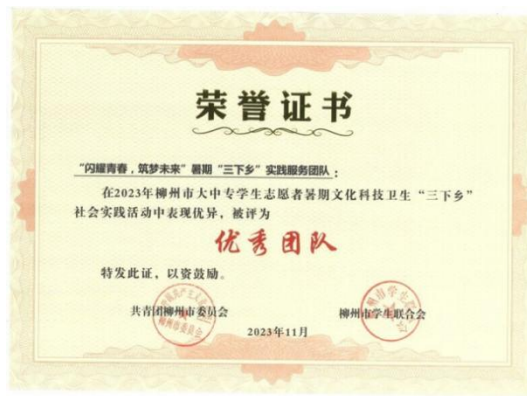 荣誉证书
“闪耀青春，筑梦未来”暑期“三下乡”实践服务团队：
在2023年柳州市大中专学生志愿者暑期文化科技卫生“三下乡”
社会实践活动中表现优异，被评为
优秀团队
特发此证，以资鼓励。
共青团柳州市委员会
柳州市学生联合会
2023年11月